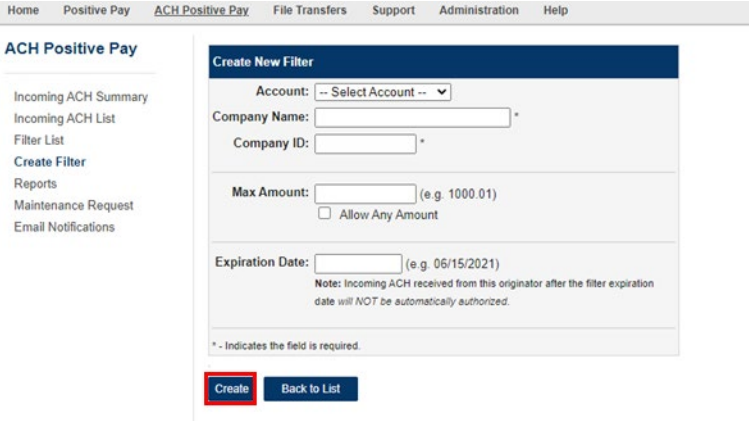 Home Positive Pay ACH Positive Pay File Transfers Support Administration Help
ACH Positive Pay
Incoming ACH Summary
Incoming ACH List
Filter List
Create Filter
Reports
Maintenance Request
Email Notifications
Create New Filter
Account: -- Select Account --
Company Name: *
Company ID: *
Max Amount: (e.g. 1000.01)
Allow Any Amount
Expiration Date: (e.g. 06/15/2021)
Note: Incoming ACH received from this originator after the filter expiration
date will NOT be automatically authorized.
* - Indicates the field is required.
Create Back to List